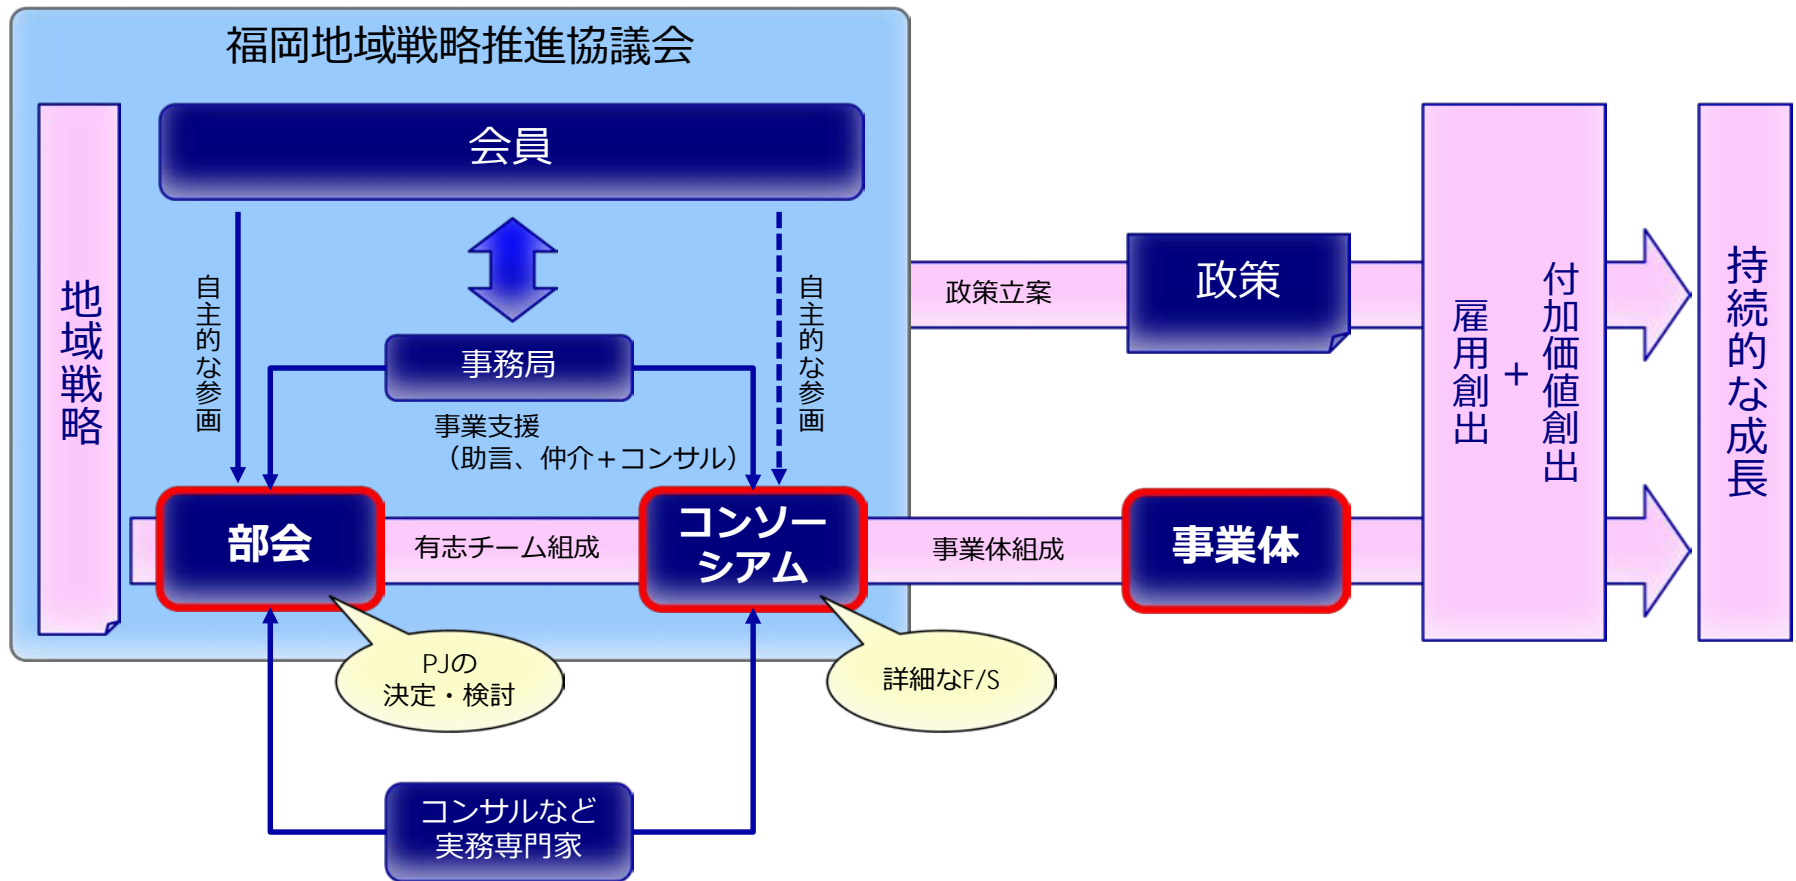 福岡地域戦略推進協議会
会員
地域戦略
自主的な参画
自主的な参画
事務局
事業支援
（助言、仲介＋コンサル）
部会
有志チーム組成
コンソー
シアム
PJの
決定・検討
詳細なF/S
コンサルなど
実務専門家
政策立案
政策
事業体組成
事業体
付加価値創出
＋
雇用創出
持続的な成長